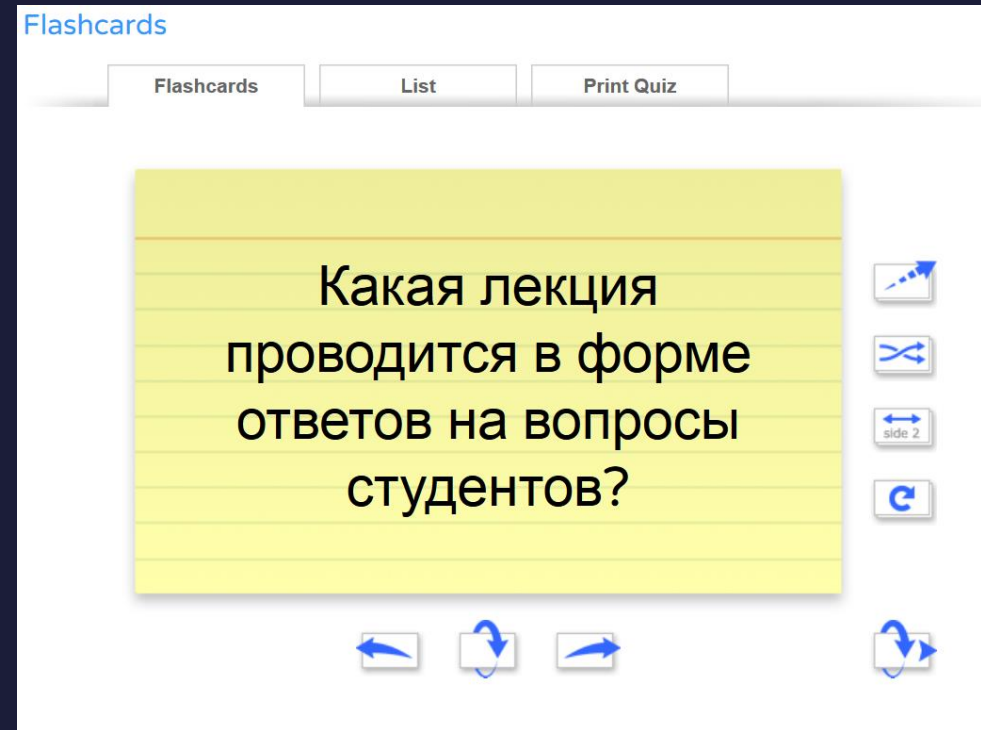 Flashcards
Flashcards
List
Print Quiz
Какая лекция
проводится в форме
ответов на вопросы
студентов?
side 2